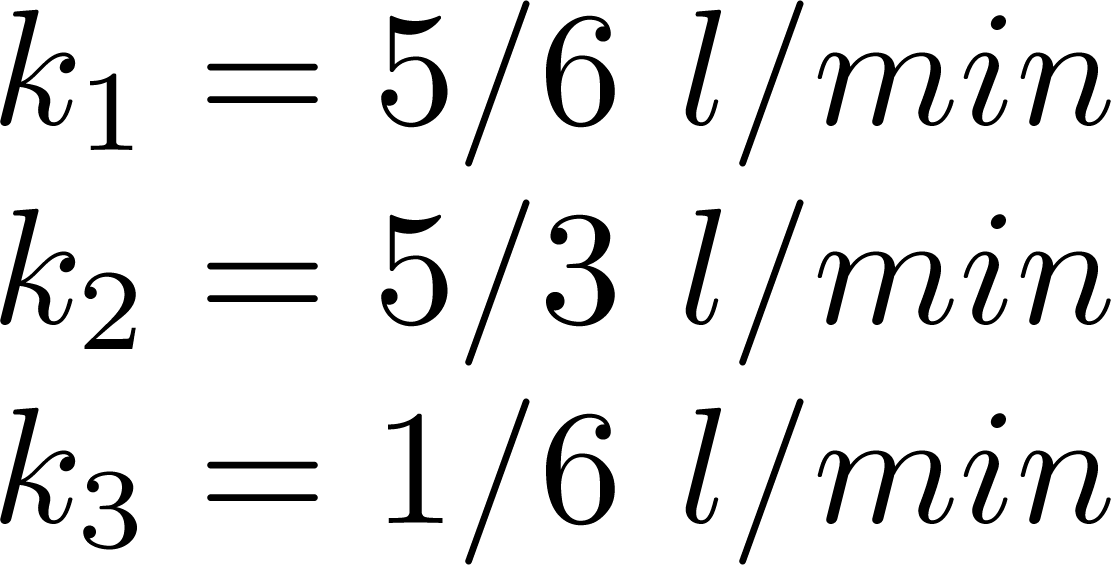 k₁ = 5/6 l/min
k₂ = 5/3 l/min
k₃ = 1/6 l/min